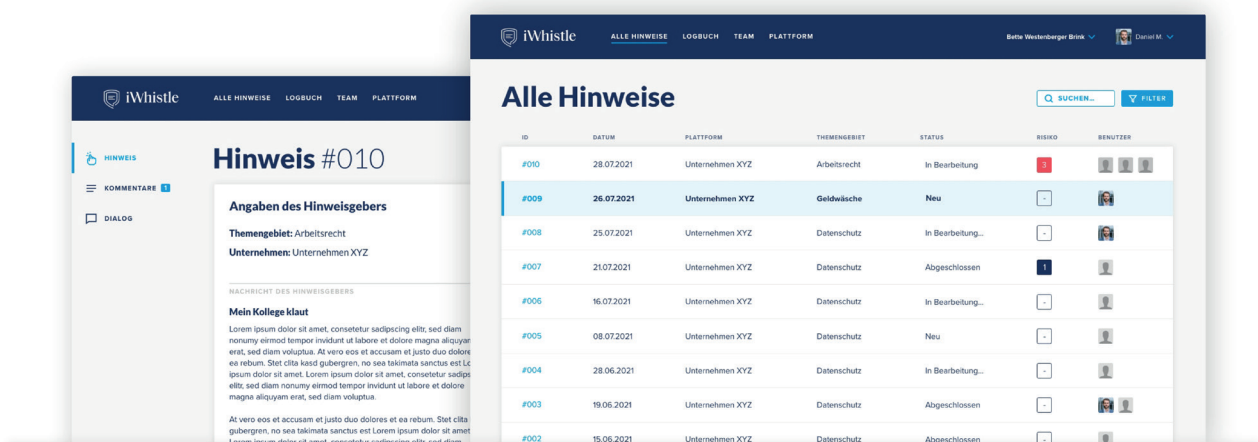 iWhistle
ALLE HINWEISE LOGBUCH TEAM PLATTFORM
HINWEIS
KOMMENTARE 1
DIALOG
Hinweis #010
Angaben des Hinweisgebers
Themengebiet: Arbeitsrecht
Unternehmen: Unternehmen XYZ
NACHRICHT DES HINWEISGEBERS
Mein Kollege klaut
Lorem ipsum dolor sit amet, consetetur sadipscing elitr, sed diam
nonumy eirmod tempor invidunt ut labore et dolore magna aliquyam
erat, sed diam voluptua. At vero eos et accusam et justo duo dolore
ea rebum. Stet clita kasd gubergren, no sea takimata sanctus est Lo
ipsum dolor sit amet. Lorem ipsum dolor sit amet, consetetur sadips
elitr, sed diam nonumy eirmod tempor invidunt ut labore et dolore
magna aliquyam erat, sed diam voluptua.
At vero eos et accusam et justo duo dolores et ea rebum. Stet clita
gubergren, no sea takimata sanctus est Lorem ipsum dolor sit amet
Lorem ipsum dolor sit amet, consetetur sadipscing elitr, sed diam
iWhistle
ALLE HINWEISE LOGBUCH TEAM PLATTFORM
Bette Westenberger Brink
Daniel M.
Alle Hinweise
SUCHEN... FILTER
ID DATUM PLATTFORM THEMENGEBIET STATUS RISIKO BENUTZER
#010 28.07.2021 Unternehmen XYZ Arbeitsrecht In Bearbeitung 3
#009 26.07.2021 Unternehmen XYZ Geldwäsche Neu -
#008 25.07.2021 Unternehmen XYZ Datenschutz In Bearbeitung... -
#007 21.07.2021 Unternehmen XYZ Datenschutz Abgeschlossen 1
#006 16.07.2021 Unternehmen XYZ Datenschutz In Bearbeitung... -
#005 08.07.2021 Unternehmen XYZ Datenschutz Neu -
#004 28.06.2021 Unternehmen XYZ Datenschutz In Bearbeitung... -
#003 19.06.2021 Unternehmen XYZ Datenschutz Abgeschlossen -
#002 15.06.2021 Unternehmen XYZ Datenschutz Abgeschlossen -